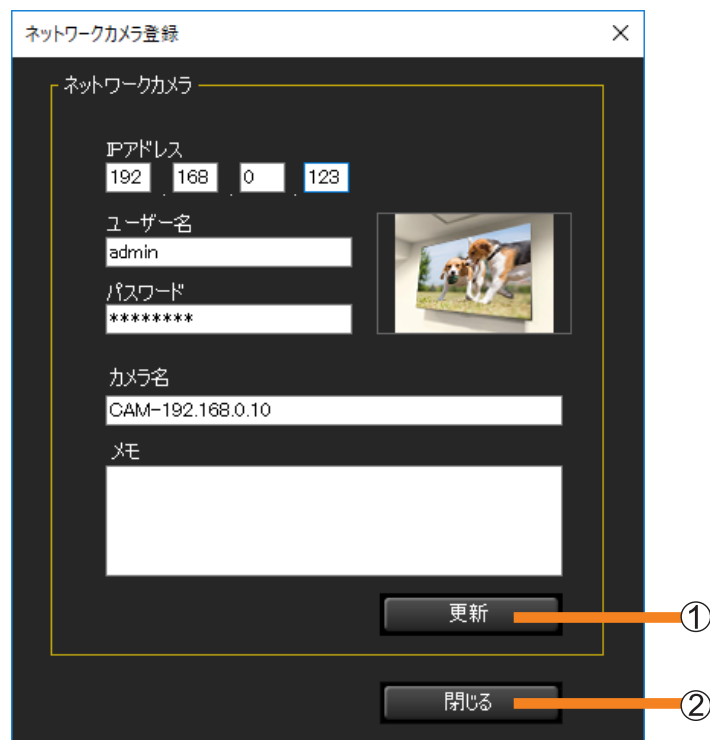 ネットワークカメラ登録
ネットワークカメラ
IPアドレス
192 . 168 . 0 . 123
ユーザー名
admin
パスワード
********
カメラ名
CAM-192.168.0.10
メモ
更新 ①
閉じる ②